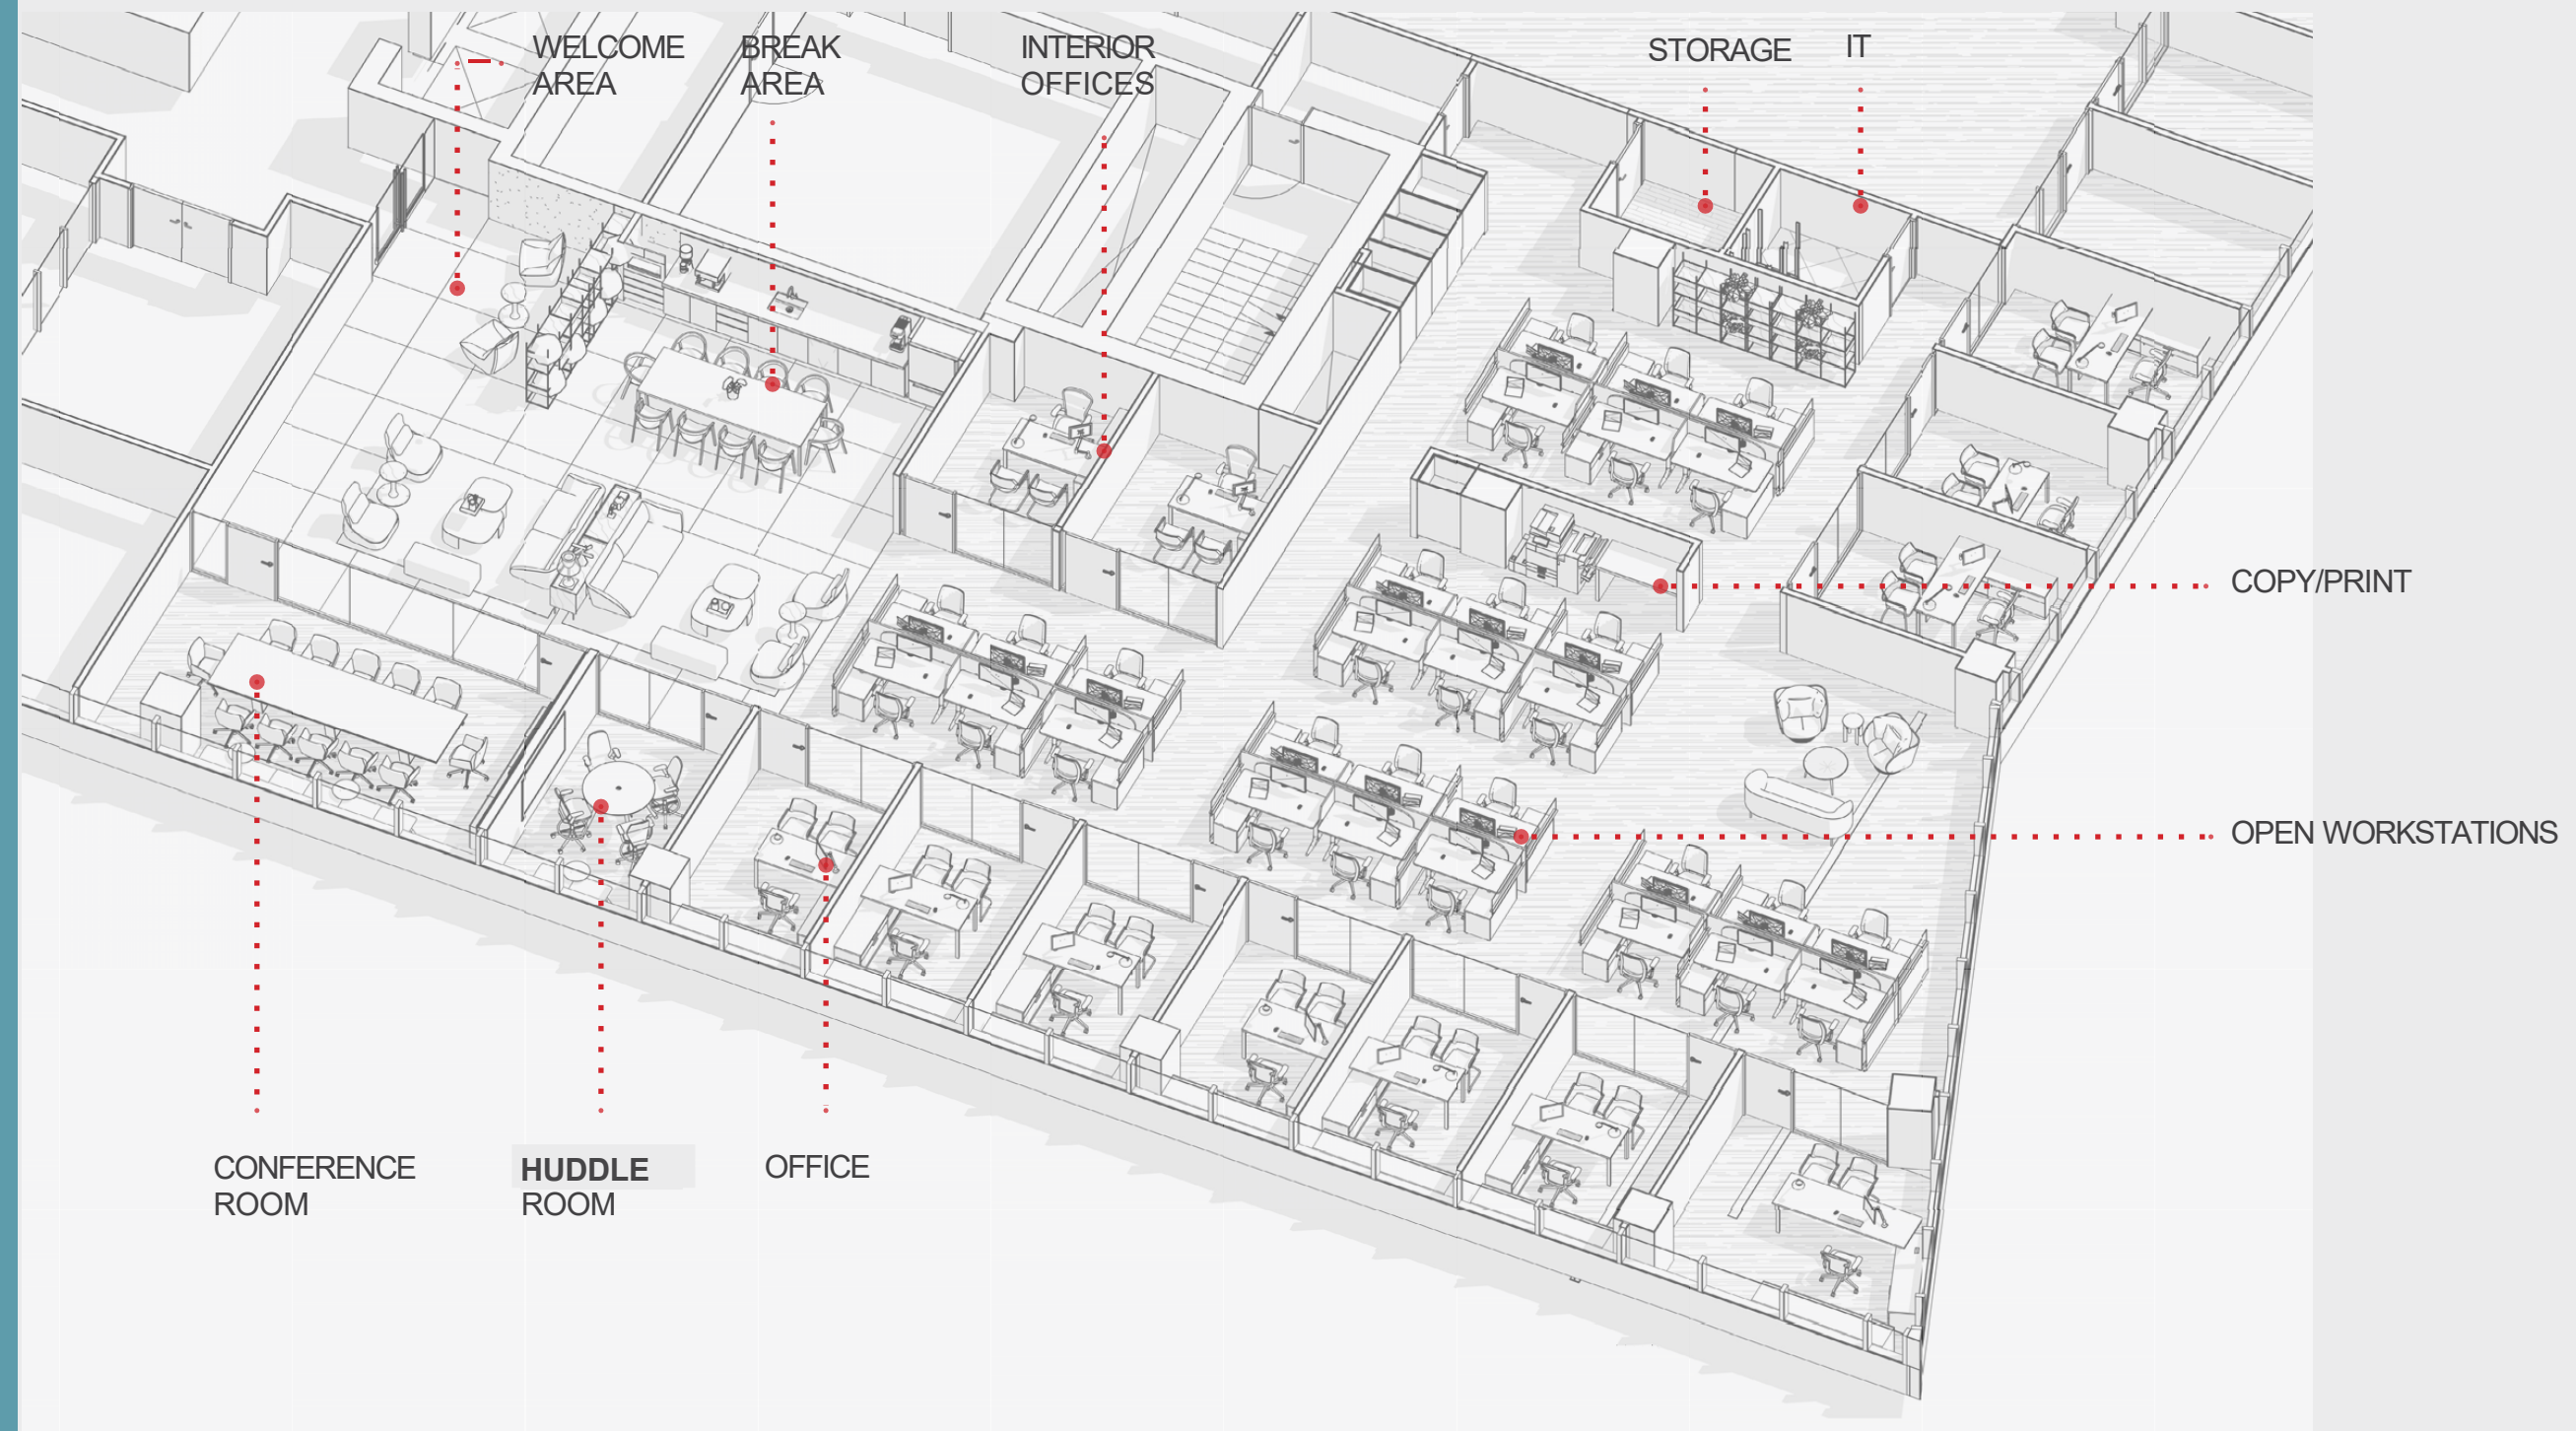 WELCOME
AREA
BREAK
AREA
INTERIOR
OFFICES
STORAGE
IT
COPY/PRINT
OPEN WORKSTATIONS
CONFERENCE
ROOM
HUDDLE
ROOM
OFFICE